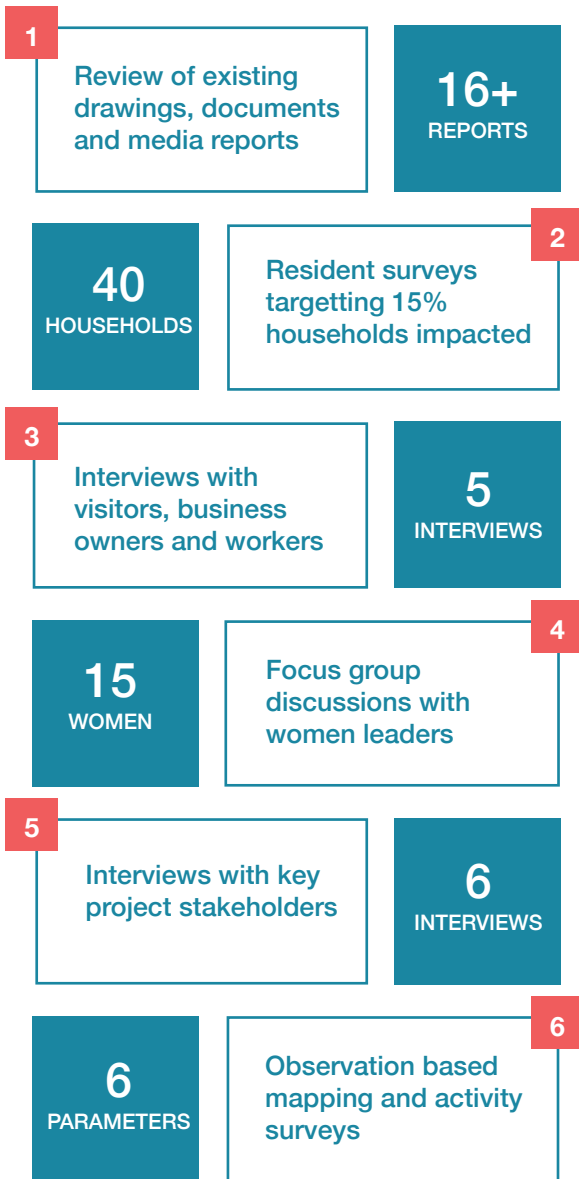 1
Review of existing
drawings, documents
and media reports
16+
REPORTS
40
HOUSEHOLDS
2
Resident surveys
targetting 15%
households impacted
3
Interviews with
visitors, business
owners and workers
5
INTERVIEWS
15
WOMEN
4
Focus group
discussions with
women leaders
5
Interviews with key
project stakeholders
6
INTERVIEWS
6
PARAMETERS
6
Observation based
mapping and activity
surveys